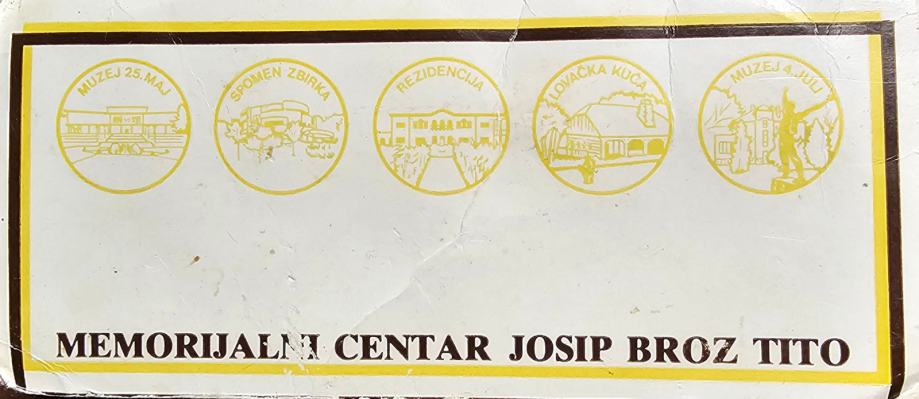 MUZEJ 25. MAJ
SPOMEN ZBIRKA
REZIDENCIJA
LOVAČKA KUĆA
MUZEJ 4. JULI
MEMORIJALNI CENTAR JOSIP BROZ TITO